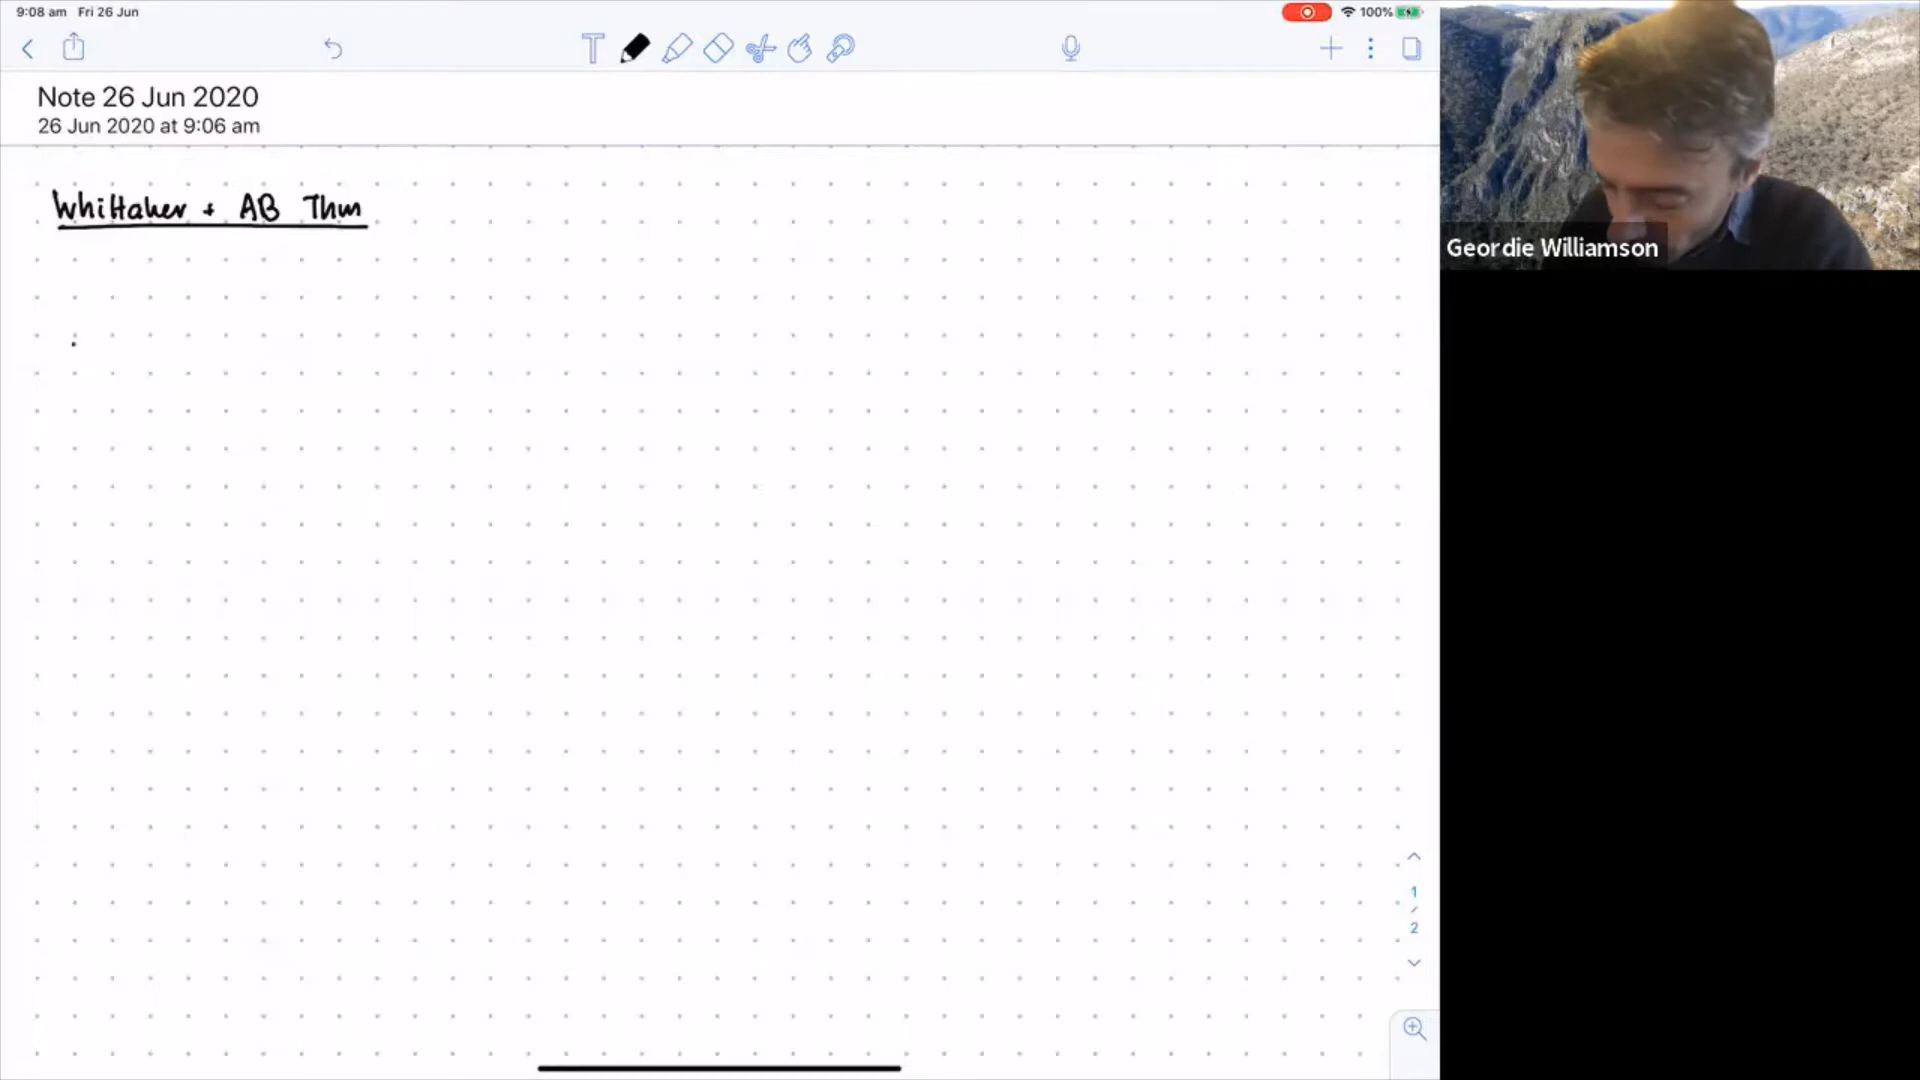 9:08 am Fri 26 Jun
100%
Note 26 Jun 2020
26 Jun 2020 at 9:06 am
Whittaker + AB Thm
Geordie Williamson
1
/
2